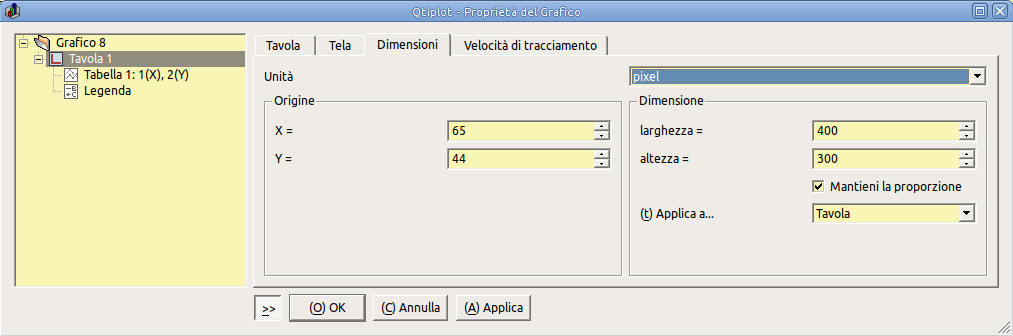 Qtiplot - Proprietà del Grafico
Grafico 8
Tavola 1
Tabella 1: 1(X), 2(Y)
Legenda
Tavola Tela Dimensioni Velocità di tracciamento
Unità pixel
Origine
X = 65
Y = 44
Dimensione
larghezza = 400
altezza = 300
Mantieni la proporzione
(t) Applica a... Tavola
>> (O) OK (C) Annulla (A) Applica